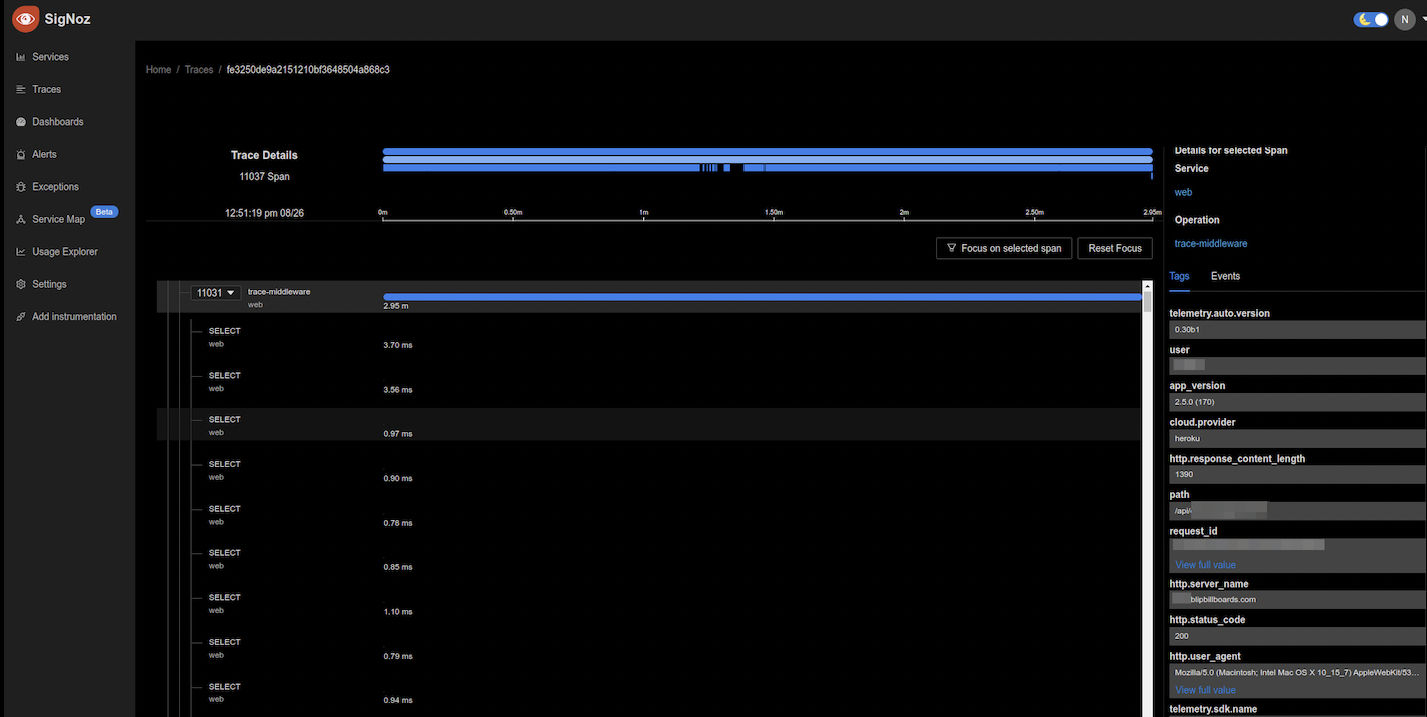 SigNoz
N
Services
Traces
Dashboards
Alerts
Exceptions
Service Map Beta
Usage Explorer
Settings
Add instrumentation
Home / Traces / fe3250de9a2151210bf3648504a868c3
Trace Details
11037 Span
12:51:19 pm 08/26
0m 0.50m 1m 1.50m 2m 2.50m 2.95m
Focus on selected span
Reset Focus
11031 trace-middleware
web
2.95 m
SELECT
web
3.70 ms
SELECT
web
3.56 ms
SELECT
web
0.97 ms
SELECT
web
0.90 ms
SELECT
web
0.78 ms
SELECT
web
0.85 ms
SELECT
web
1.10 ms
SELECT
web
0.79 ms
SELECT
web
0.94 ms
Details for selected Span
Service
web
Operation
trace-middleware
Tags Events
telemetry.auto.version
0.30b1
user
app_version
2.5.0 (170)
cloud.provider
heroku
http.response_content_length
1390
path
/api/
request_id
View full value
http.server_name
blipbillboards.com
http.status_code
200
http.user_agent
Mozilla/5.0 (Macintosh; Intel Mac OS X 10_15_7) AppleWebKit/53...
View full value
telemetry.sdk.name